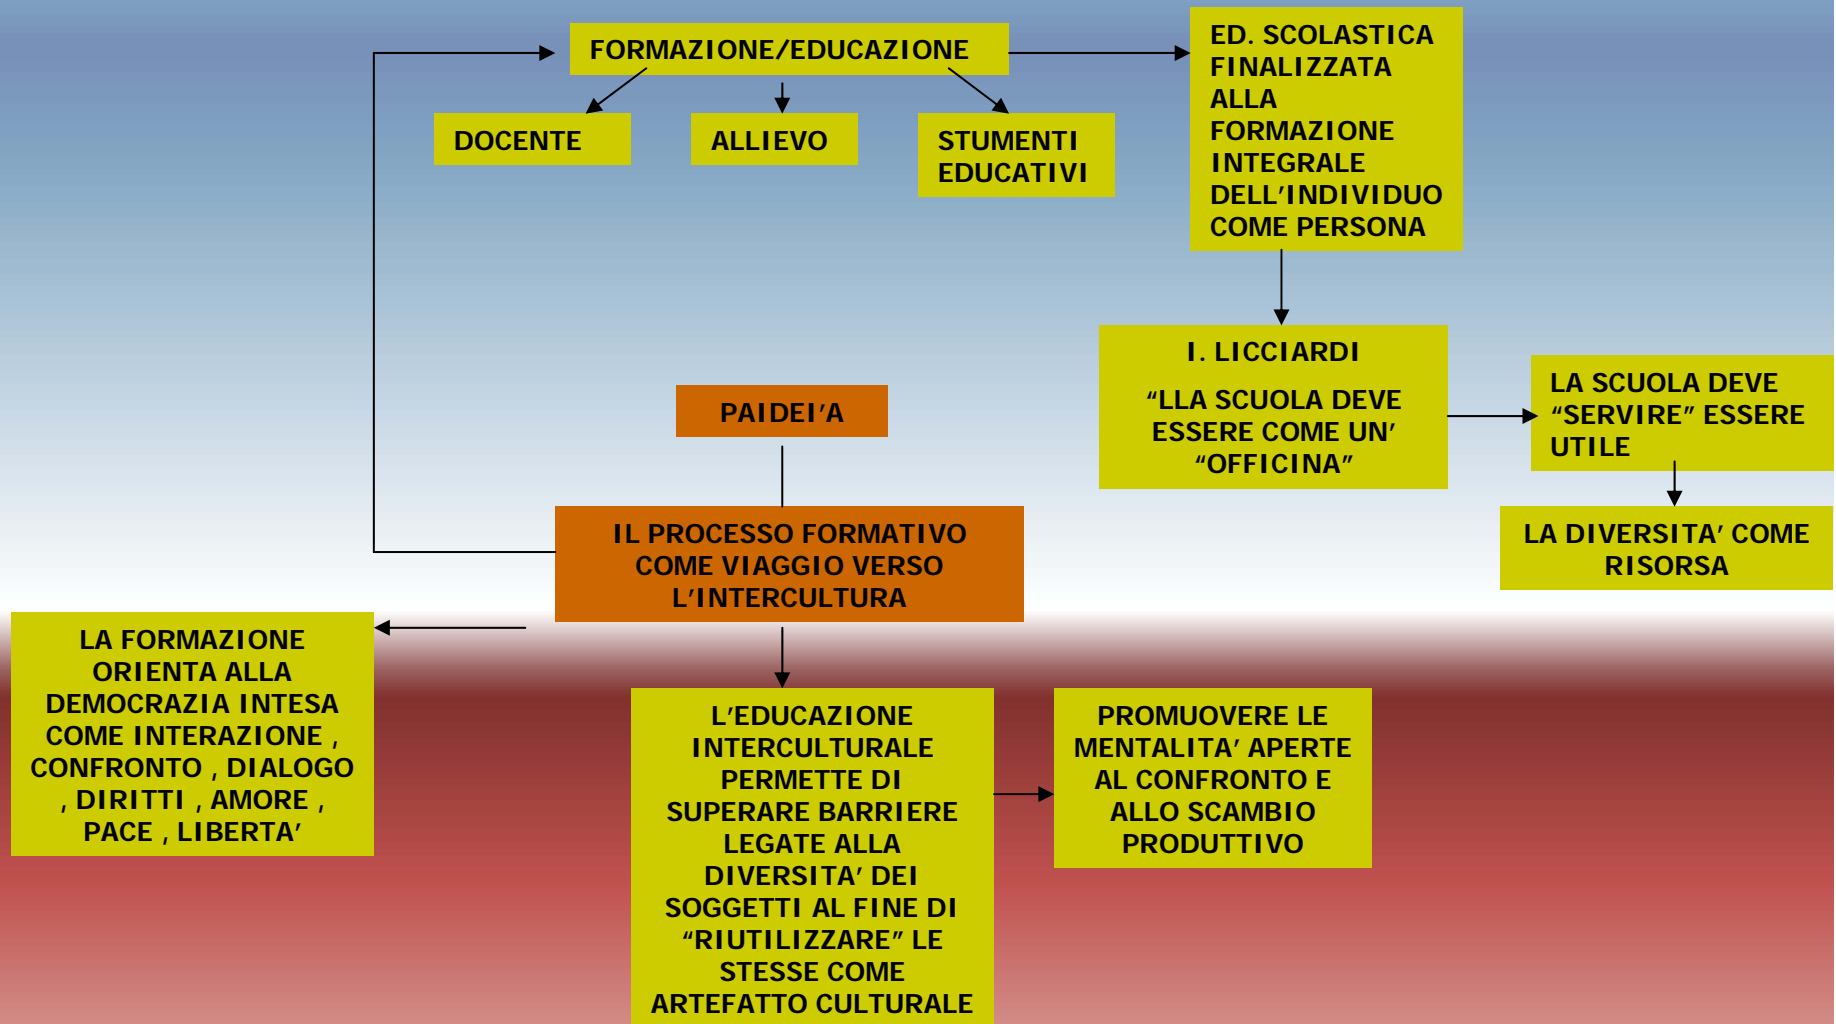 FORMAZIONE/EDUCAZIONE
DOCENTE
ALLIEVO
STUMENTI
EDUCATIVI
ED. SCOLASTICA
FINALIZZATA
ALLA
FORMAZIONE
INTEGRALE
DELL’INDIVIDUO
COME PERSONA
I. LICCIARDI
“LLA SCUOLA DEVE
ESSERE COME UN’
“OFFICINA”
LA SCUOLA DEVE
“SERVIRE” ESSERE
UTILE
LA DIVERSITA’ COME
RISORSA
PAIDEI’A
IL PROCESSO FORMATIVO
COME VIAGGIO VERSO
L’INTERCULTURA
LA FORMAZIONE
ORIENTA ALLA
DEMOCRAZIA INTESA
COME INTERAZIONE ,
CONFRONTO , DIALOGO
, DIRITTI , AMORE ,
PACE , LIBERTA’
L’EDUCAZIONE
INTERCULTURALE
PERMETTE DI
SUPERARE BARRIERE
LEGATE ALLA
DIVERSITA’ DEI
SOGGETTI AL FINE DI
“RIUTILIZZARE” LE
STESSE COME
ARTEFATTO CULTURALE
PROMUOVERE LE
MENTALITA’ APERTE
AL CONFRONTO E
ALLO SCAMBIO
PRODUTTIVO